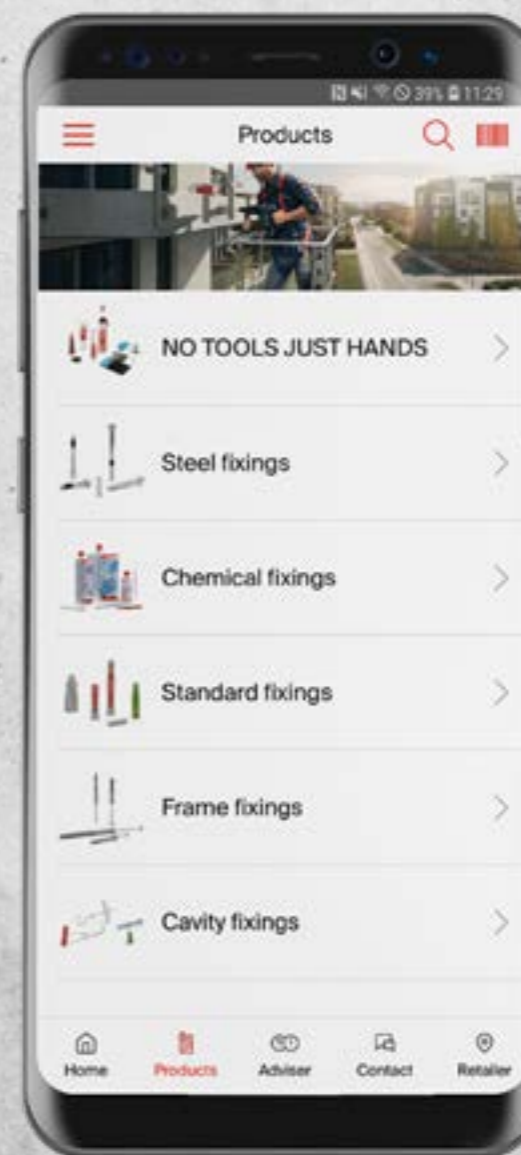 39% 11:29
Products
NO TOOLS JUST HANDS
Steel fixings
Chemical fixings
Standard fixings
Frame fixings
Cavity fixings
Home Products Adviser Contact Retailer